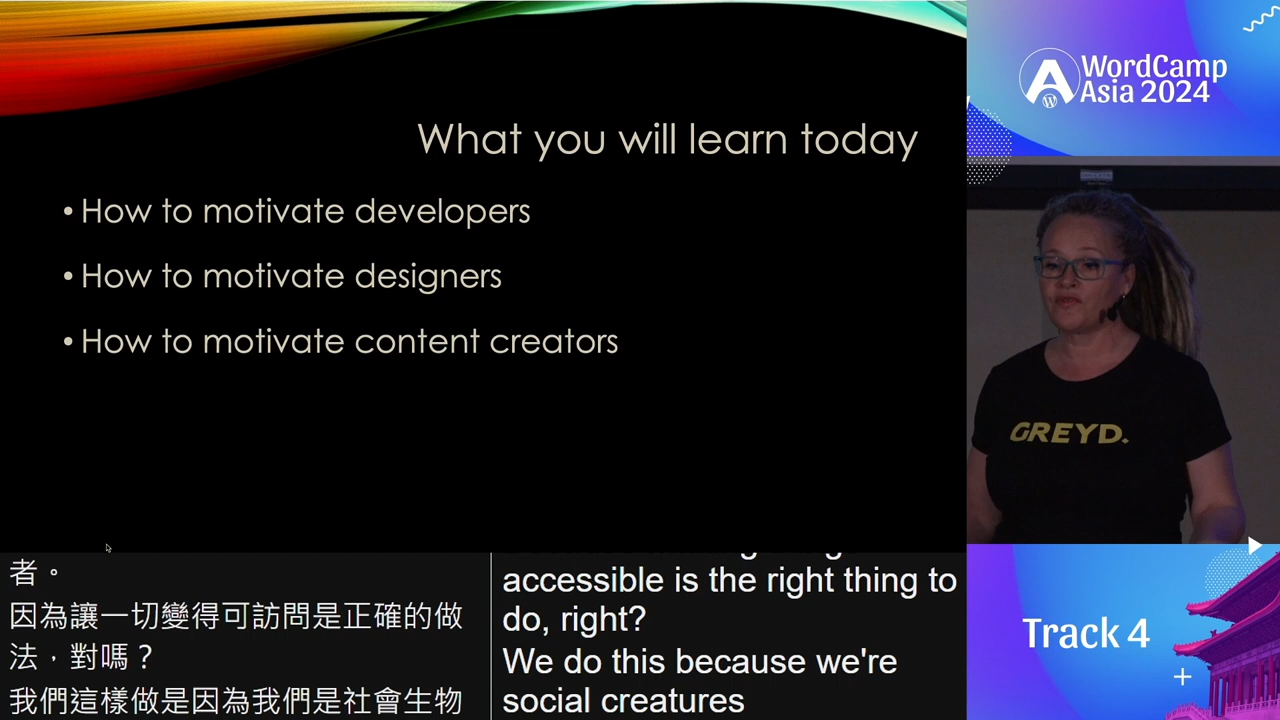 What you will learn today
• How to motivate developers
• How to motivate designers
• How to motivate content creators
者。
因為讓一切變得可訪問是正確的做
法，對嗎？
我們這樣做是因為我們是社會生物
accessible is the right thing to
do, right?
We do this because we're
social creatures
WordCamp
Asia 2024
GREYD.
Track 4